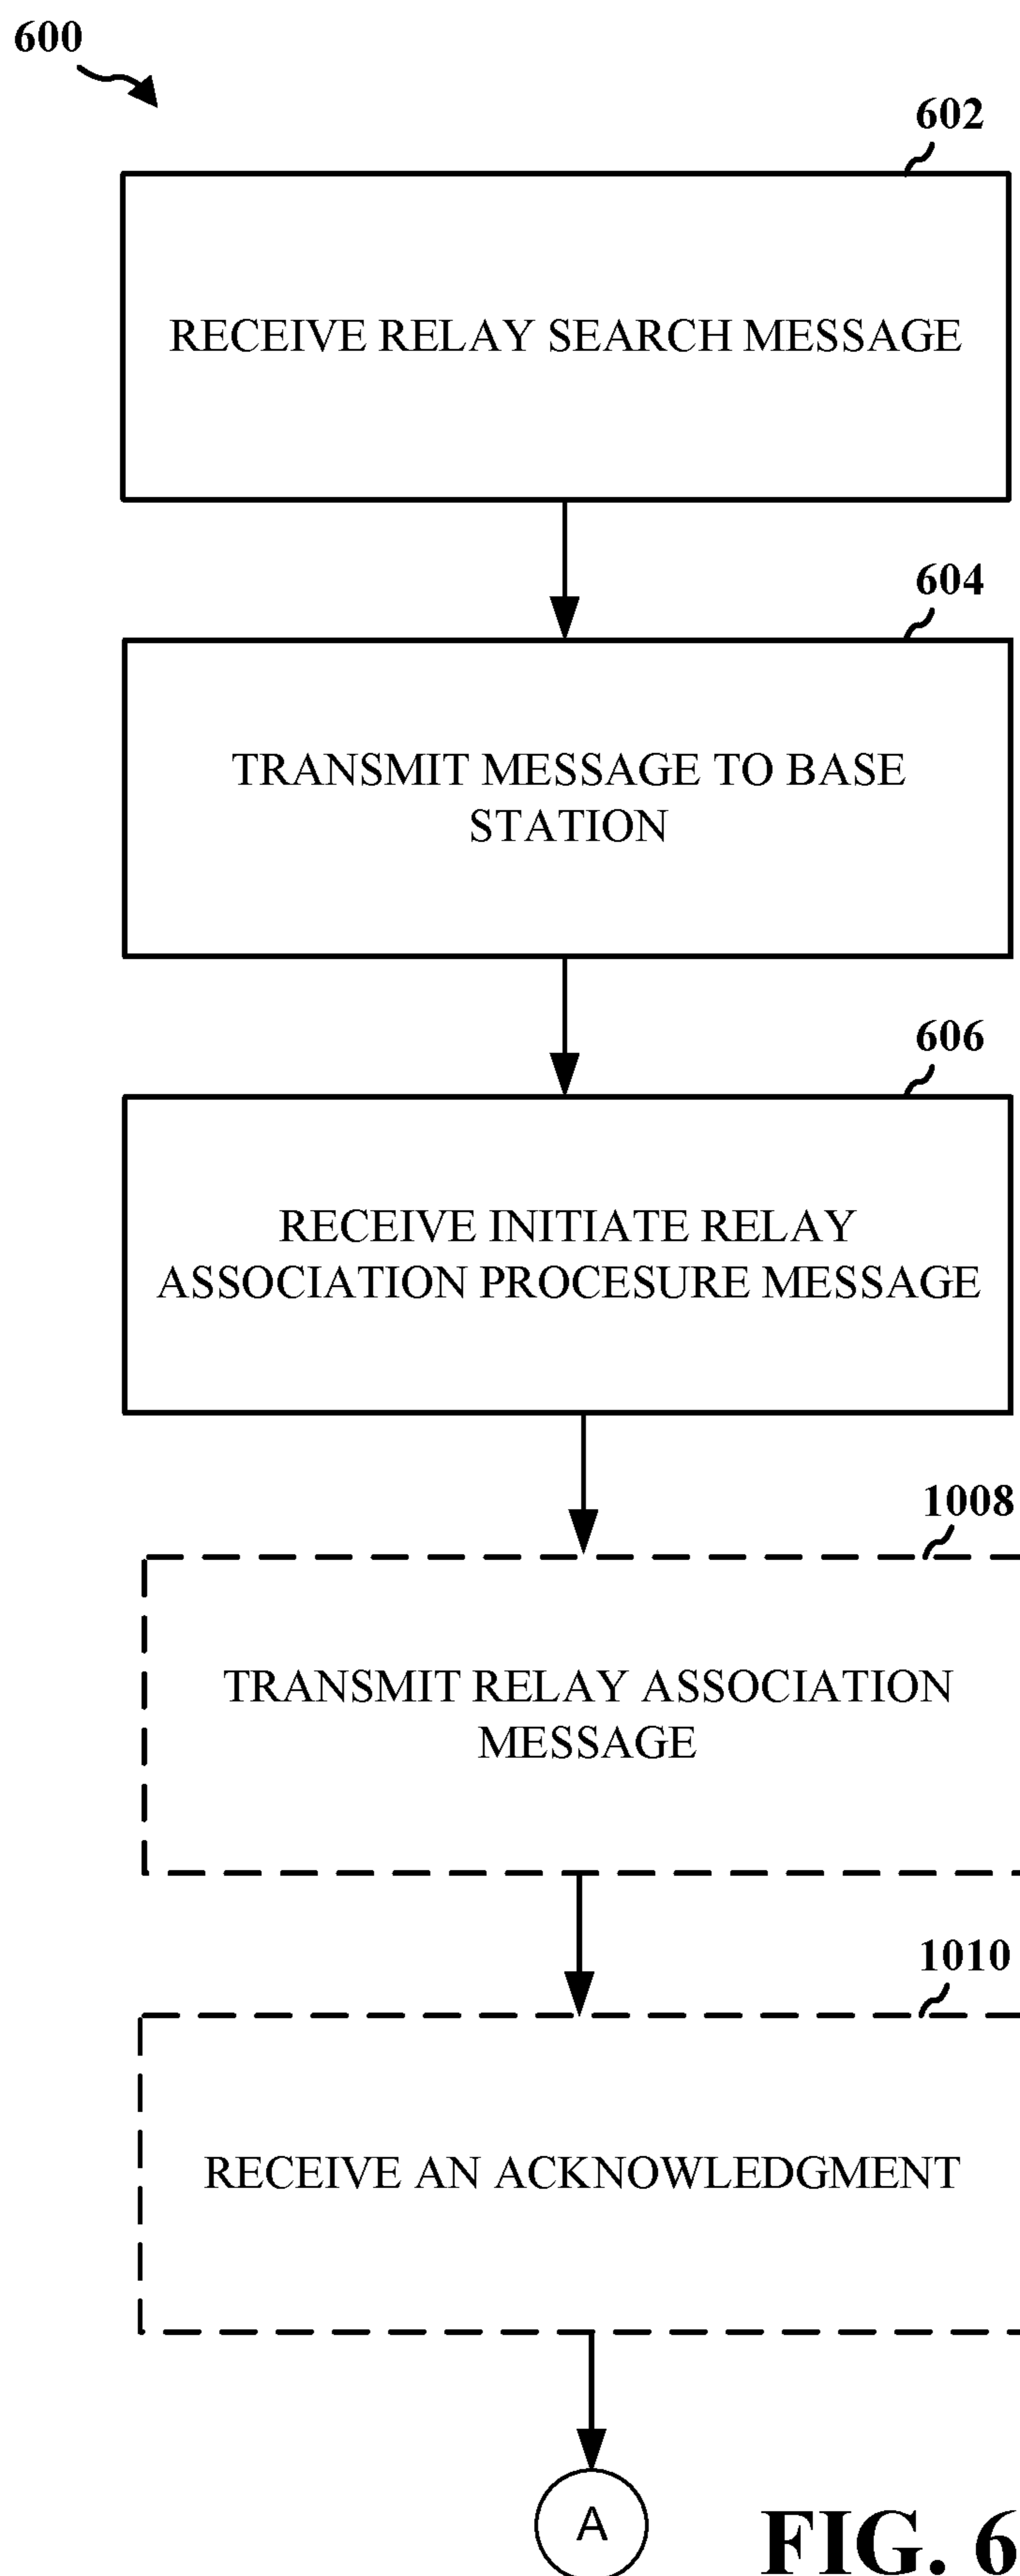 600
602
RECEIVE RELAY SEARCH MESSAGE
604
TRANSMIT MESSAGE TO BASE
STATION
606
RECEIVE INITIATE RELAY
ASSOCIATION PROCESURE MESSAGE
1008
TRANSMIT RELAY ASSOCIATION
MESSAGE
1010
RECEIVE AN ACKNOWLEDGMENT
A
FIG. 6